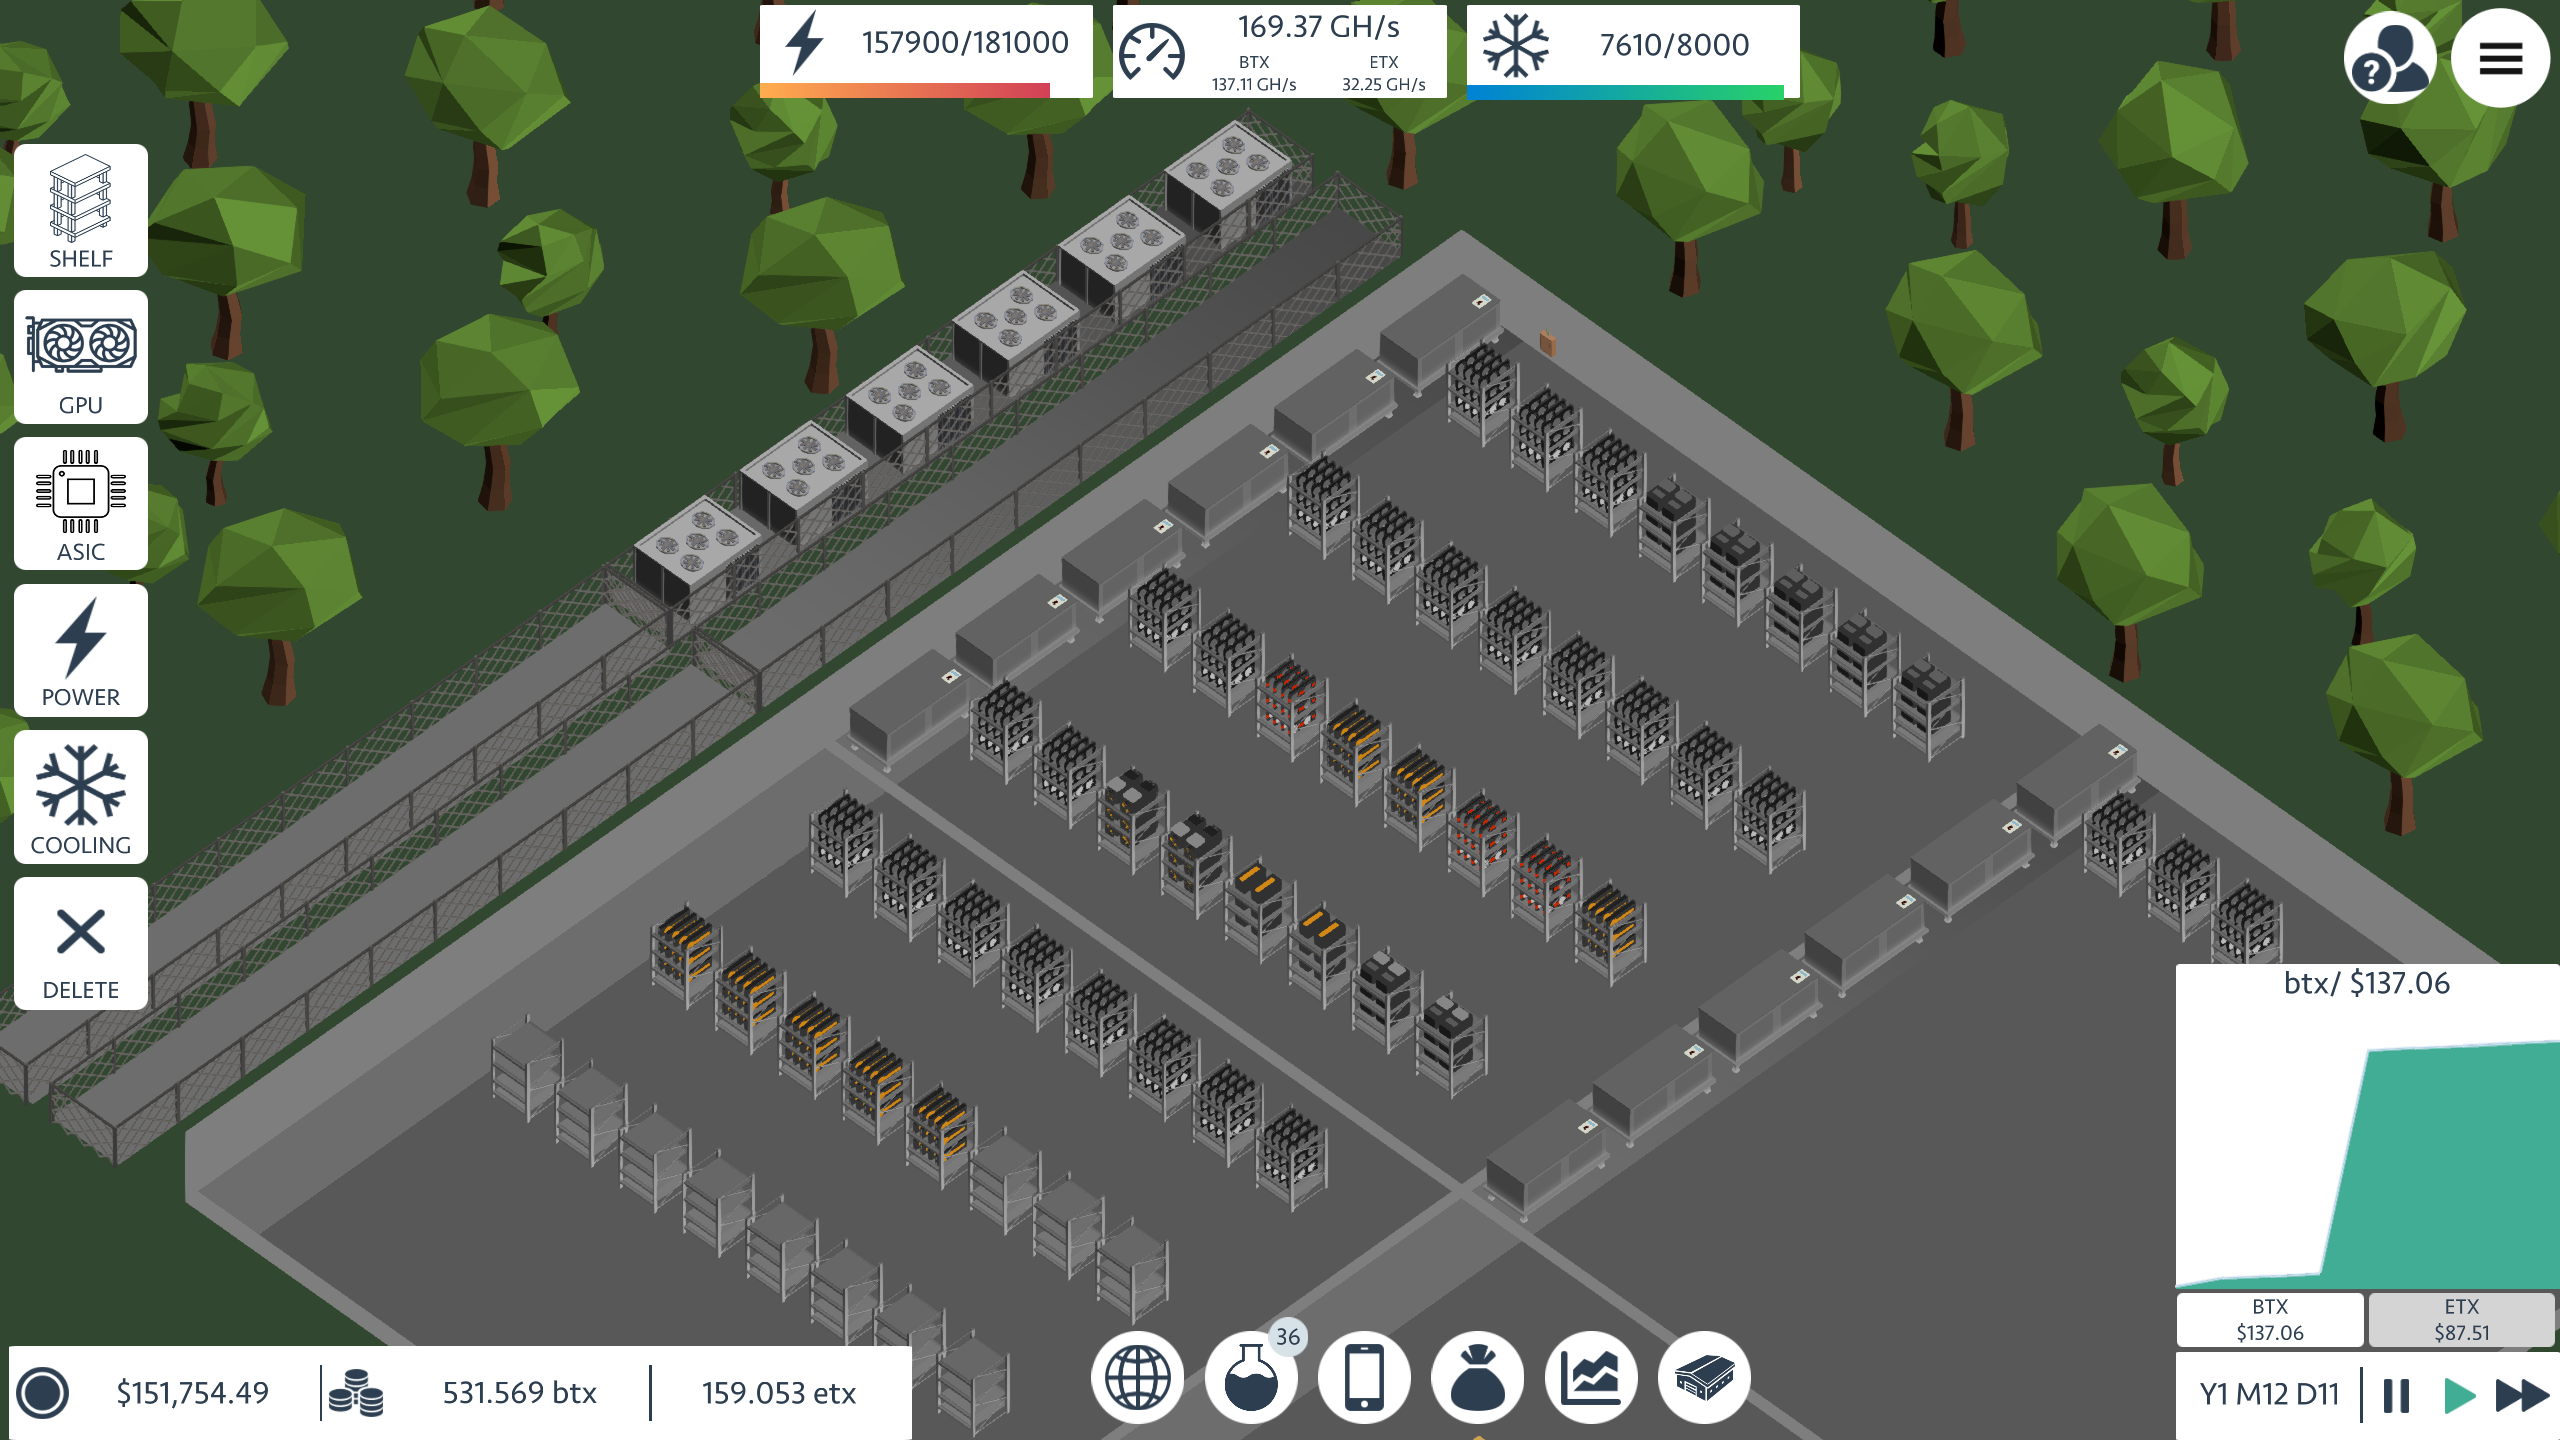 157900/181000
169.37 GH/s
BTX
ETX
137.11 GH/s
32.25 GH/s
7610/8000
?
SHELF
GPU
ASIC
POWER
COOLING
DELETE
btx/ $137.06
BTX
$137.06
ETX
$87.51
36
$151,754.49
531.569 btx
159.053 etx
Y1 M12 D11